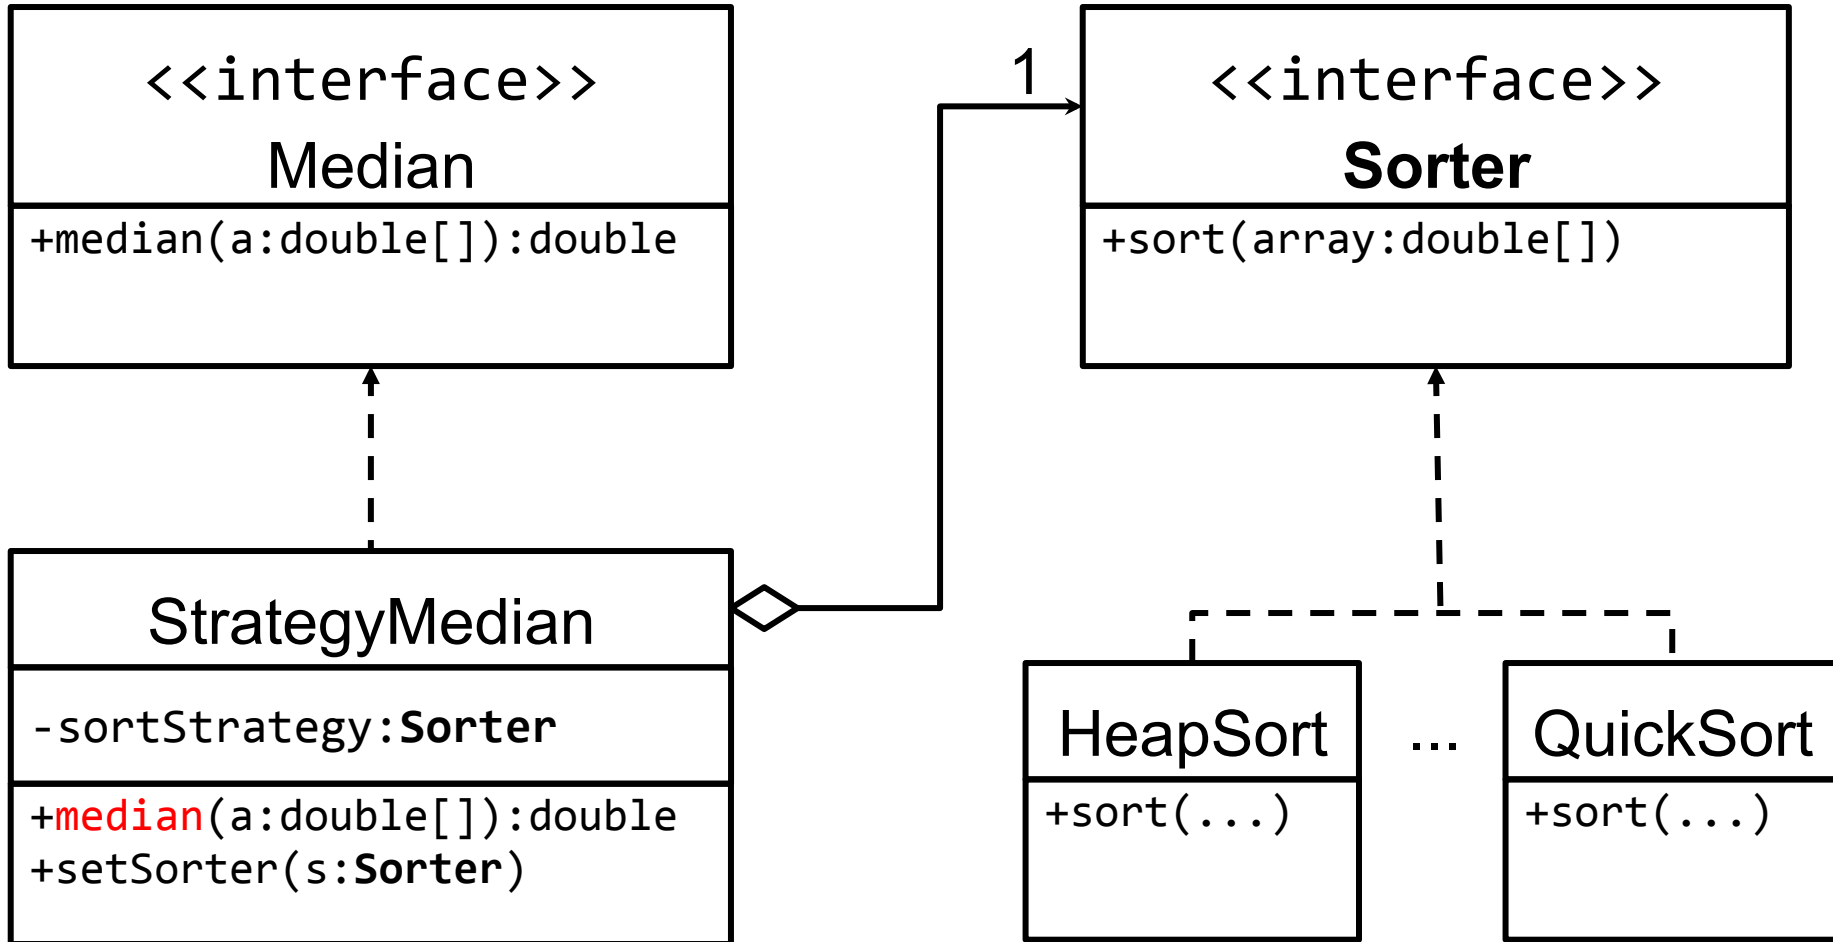 <<interface>>
Median
+median(a:double[]):double
1
<<interface>>
Sorter
+sort(array:double[])
StrategyMedian
-sortStrategy:Sorter
+median(a:double[]):double
+setSorter(s:Sorter)
HeapSort
+sort(...)
...
QuickSort
+sort(...)